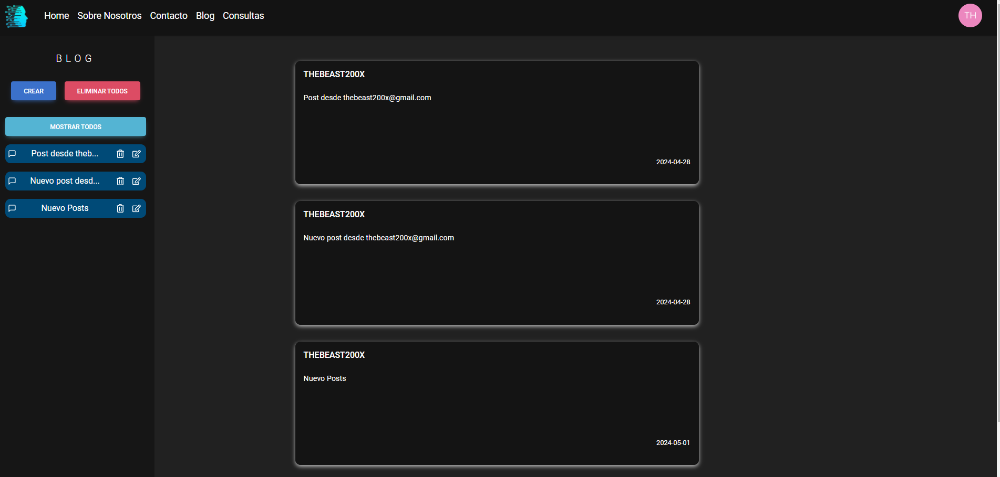 Home Sobre Nosotros Contacto Blog Consultas
TH
BLOG
CREAR ELIMINAR TODOS
MOSTRAR TODOS
Post desde theb...
Nuevo post desd...
Nuevo Posts
THEBEAST200X
Post desde thebeast200x@gmail.com
2024-04-28
THEBEAST200X
Nuevo post desde thebeast200x@gmail.com
2024-04-28
THEBEAST200X
Nuevo Posts
2024-05-01